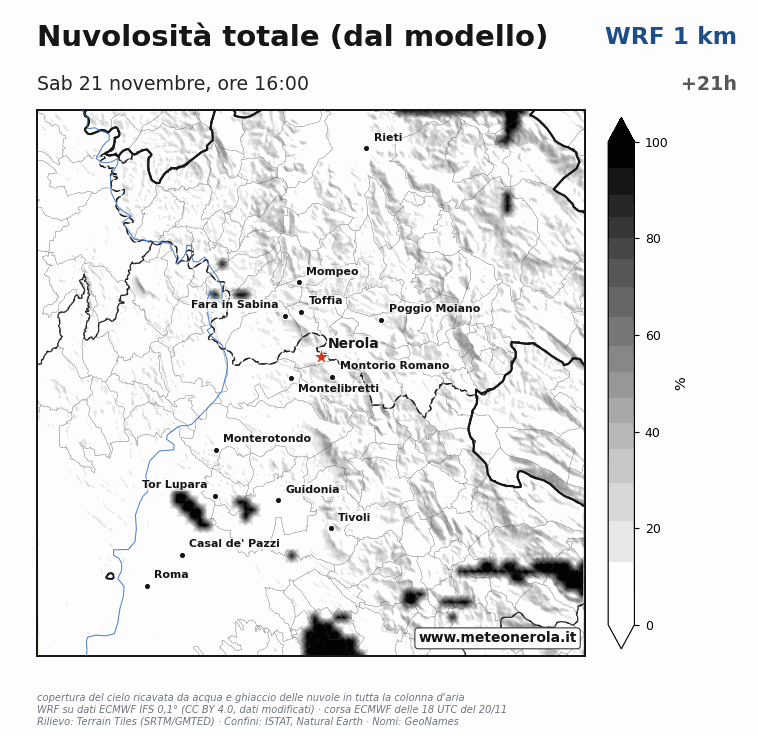 Nuvolosità totale (dal modello)
WRF 1 km
Sab 21 novembre, ore 16:00
+21h
Rieti
Mompeo
Toffia
Fara in Sabina
Poggio Moiano
Nerola
Montorio Romano
Montelibretti
Monterotondo
Tor Lupara
Guidonia
Tivoli
Casal de' Pazzi
Roma
www.meteonerola.it
100
80
60
%
40
20
0
copertura del cielo ricavata da acqua e ghiaccio delle nuvole in tutta la colonna d'aria
WRF su dati ECMWF IFS 0,1° (CC BY 4.0, dati modificati) · corsa ECMWF delle 18 UTC del 20/11
Rilievo: Terrain Tiles (SRTM/GMTED) · Confini: ISTAT, Natural Earth · Nomi: GeoNames